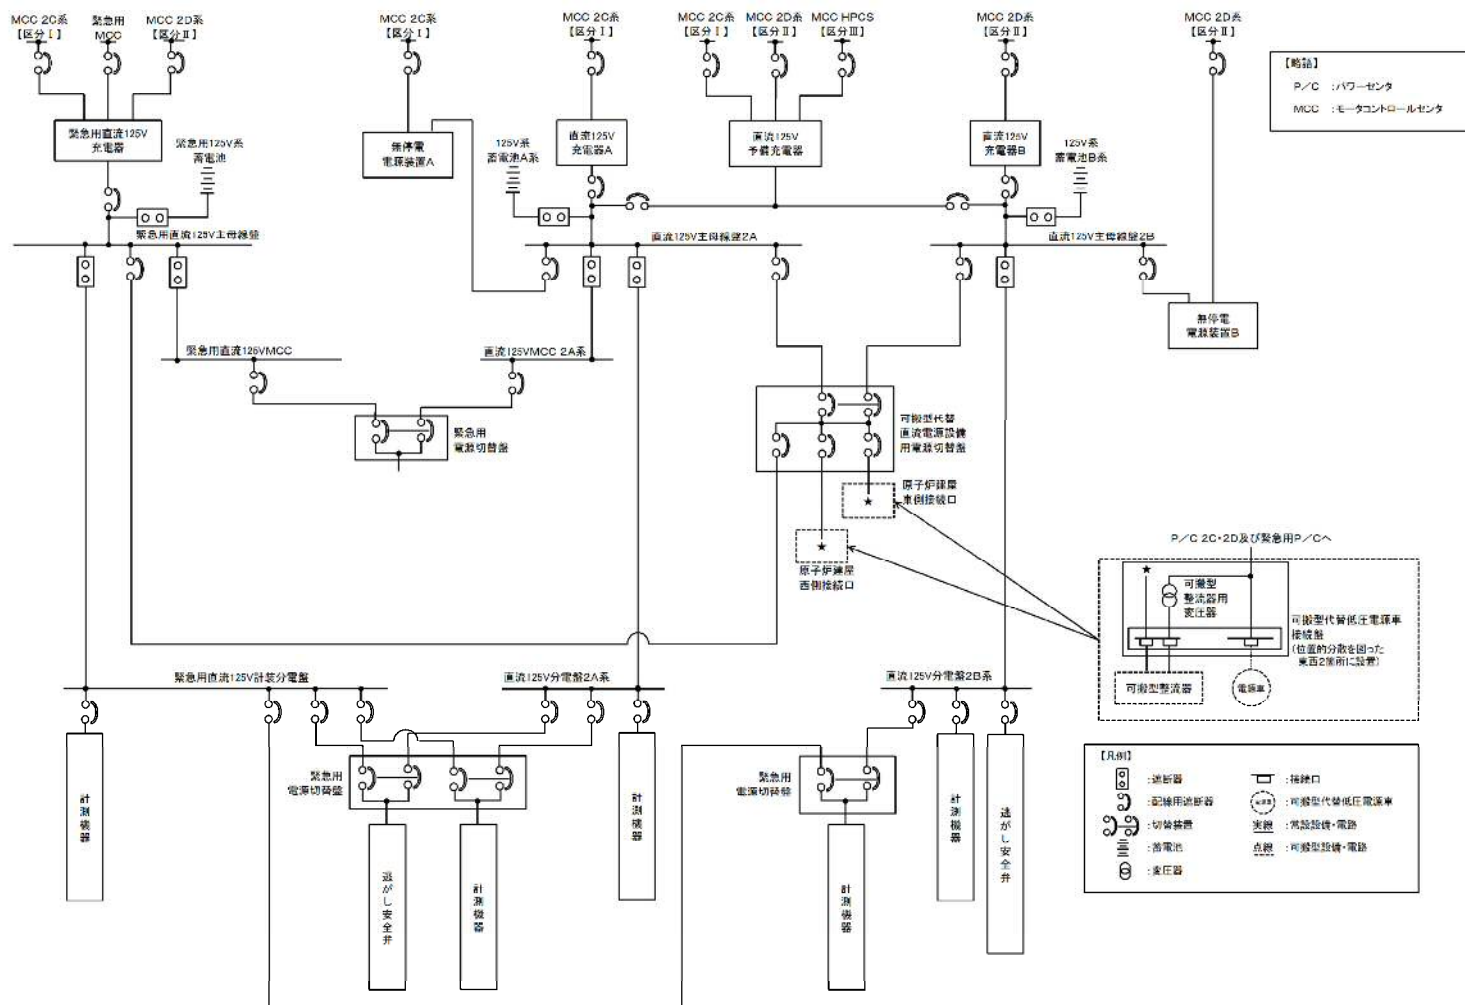 MCC 2C系
【区分Ⅰ】
緊急用
MCC
MCC 2D系
【区分Ⅱ】
MCC 2C系
【区分Ⅰ】
MCC 2C系
【区分Ⅰ】
MCC 2C系
【区分Ⅰ】
MCC 2D系
【区分Ⅱ】
MCC HPCS
【区分Ⅲ】
MCC 2D系
【区分Ⅱ】
MCC 2D系
【区分Ⅱ】
【略語】
P/C :パワーセンタ
MCC :モータコントロールセンタ
緊急用直流125V
充電器
緊急用125V系
蓄電池
無停電
電源装置A
125V系
蓄電池A系
直流125V
充電器A
直流125V
予備充電器
直流125V
充電器B
125V系
蓄電池B系
緊急用直流125V主母線盤
直流125V主母線盤2A
直流125V主母線盤2B
無停電
電源装置B
緊急用直流125VMCC
直流125VMCC 2A系
緊急用
電源切替盤
可搬型代替
直流電源設備
用電源切替盤
原子炉建屋
東側接続口
★
★
原子炉建屋
西側接続口
P/C 2C・2D及び緊急用P/Cへ
★
可搬型
整流器用
変圧器
可搬型代替低圧電源車
接続盤
(位置的分散を図った
東西2箇所に設置)
可搬型整流器
電源車
緊急用直流125V計装分電盤
直流125V分電盤2A系
直流125V分電盤2B系
緊急用
電源切替盤
緊急用
電源切替盤
計測機器
逃がし安全弁
計測機器
計測機器
計測機器
計測機器
逃がし安全弁
【凡例】
:遮断器
:配線用遮断器
:切替装置
:蓄電池
:変圧器
:接続口
:可搬型代替低圧電源車
実線 :常設設備・電路
点線 :可搬型設備・電路